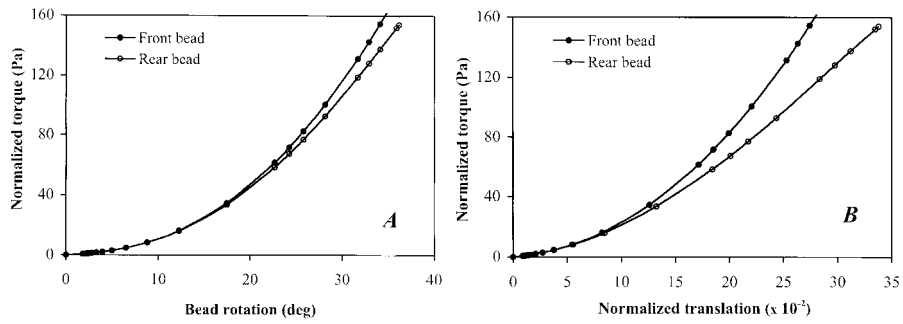 160
120
80
40
0
Normalized torque (Pa)
Front bead
Rear bead
A
0 10 20 30 40
Bead rotation (deg)
160
120
80
40
0
Normalized torque (Pa)
Front bead
Rear bead
B
0 5 10 15 20 25 30 35
Normalized translation (x 10⁻²)